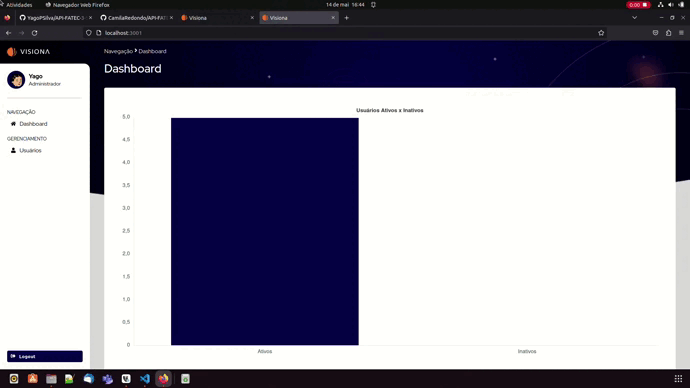 Atividades
Navegador Web Firefox
14 de mai 16:44
0:00
YagoPSilva/API-FATEC-3
CamilaRedondo/API-FAT
Visiona
Visiona
localhost:3001
VISIONA
Navegação > Dashboard
Dashboard
Yago
Administrador
NAVEGAÇÃO
Dashboard
GERENCIAMENTO
Usuários
Logout
Usuários Ativos x Inativos
5,0
4,5
4,0
3,5
3,0
2,5
2,0
1,5
1,0
0,5
0
Ativos
Inativos